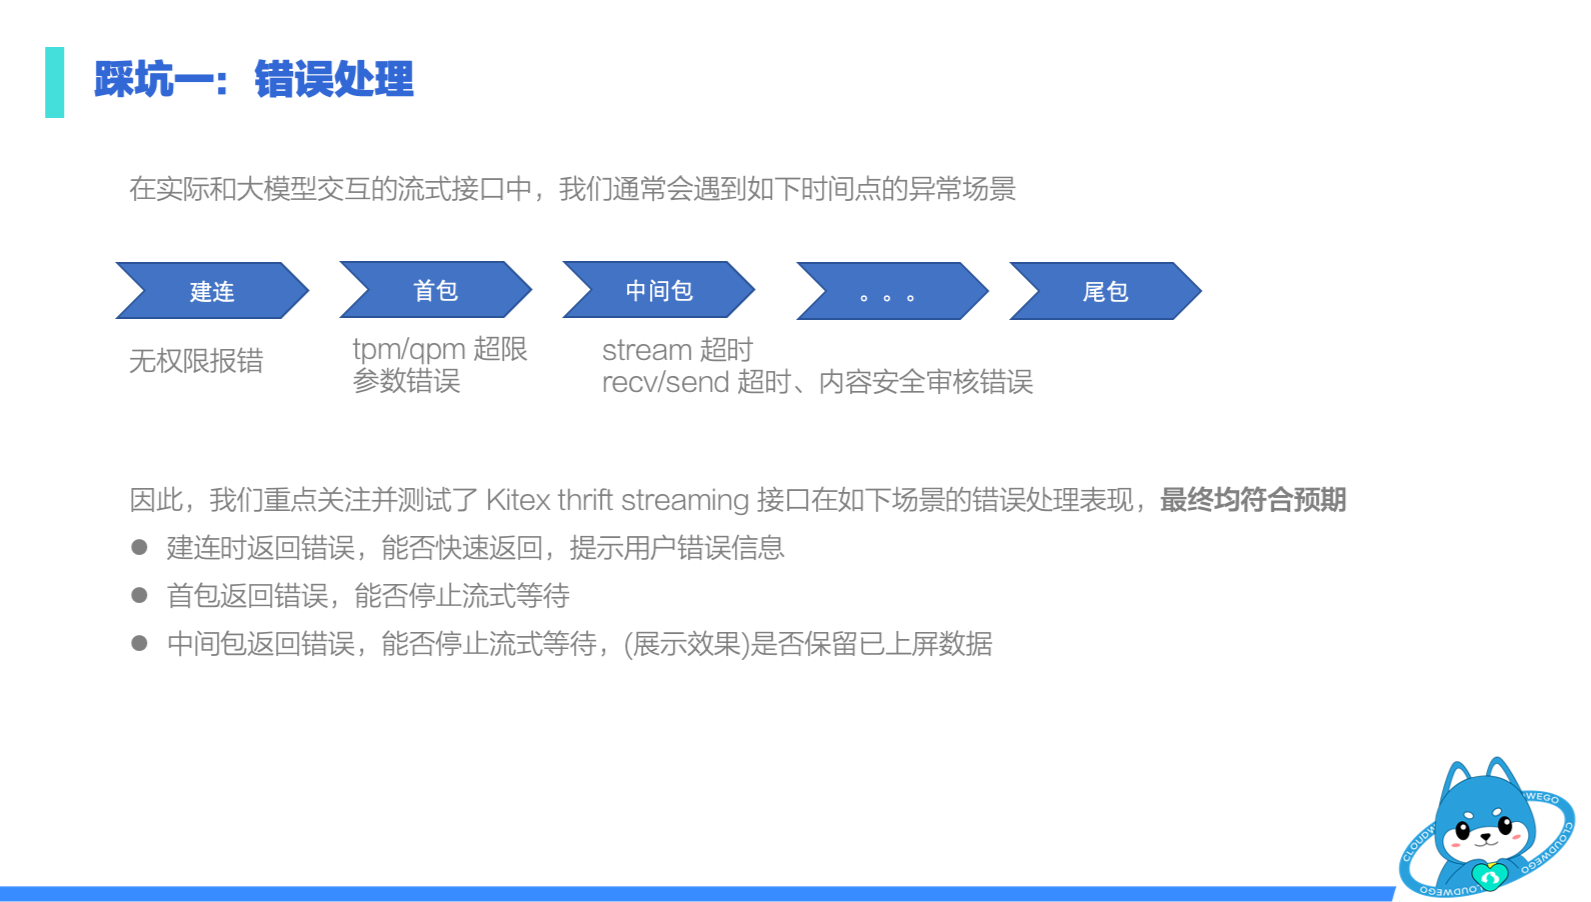 踩坑一：错误处理
在实际和大模型交互的流式接口中，我们通常会遇到如下时间点的异常场景
建连
首包
中间包
。。。
尾包
无权限报错
tpm/qpm 超限
参数错误
stream 超时
recv/send 超时、内容安全审核错误
因此，我们重点关注并测试了 Kitex thrift streaming 接口在如下场景的错误处理表现，最终均符合预期
● 建连时返回错误，能否快速返回，提示用户错误信息
● 首包返回错误，能否停止流式等待
● 中间包返回错误，能否停止流式等待，(展示效果)是否保留已上屏数据
CLOUDWEGO
CLOUDWEGO